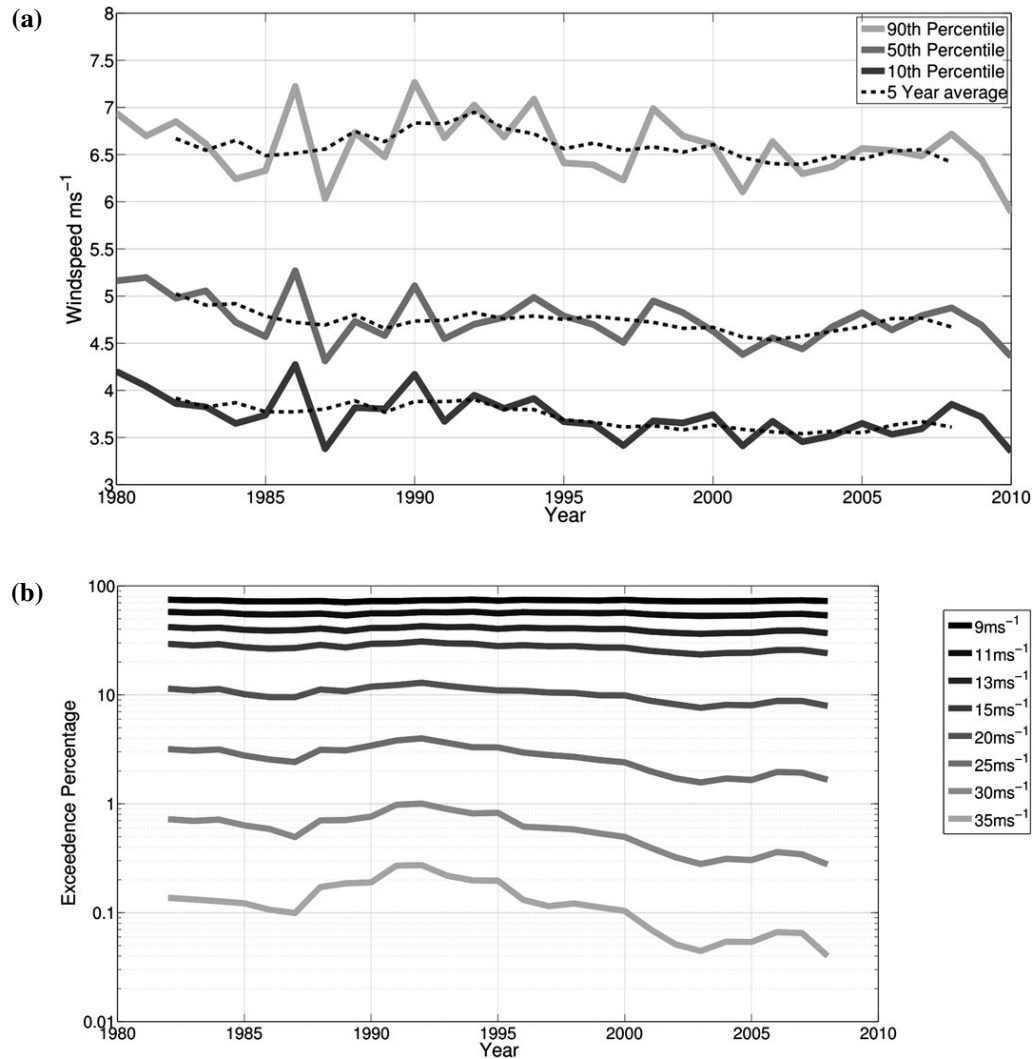 (a)
8
7.5
7
6.5
6
5.5
5
4.5
4
3.5
3
Windspeed ms⁻¹
90th Percentile
50th Percentile
10th Percentile
5 Year average
1980
1985
1990
1995
2000
2005
2010
Year
(b)
100
10
1
0.1
0.01
Exceedence Percentage
1980
1985
1990
1995
2000
2005
2010
Year
9ms⁻¹
11ms⁻¹
13ms⁻¹
15ms⁻¹
20ms⁻¹
25ms⁻¹
30ms⁻¹
35ms⁻¹